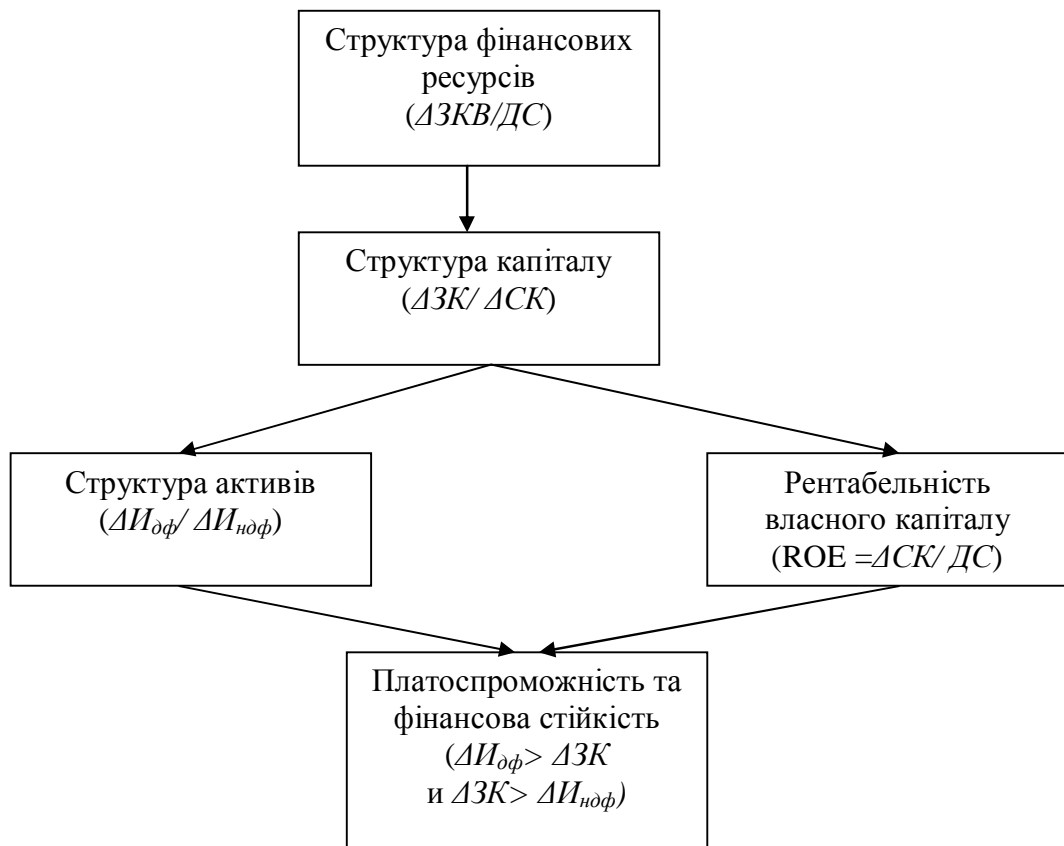 Структура фінансових
ресурсів
(ΔЗКВ/ДС)
Структура капіталу
(ΔЗК/ ΔСК)
Структура активів
(ΔИдф/ ΔИндф)
Рентабельність
власного капіталу
(ROE =ΔСК/ ДС)
Платоспроможність та
фінансова стійкість
(ΔИдф> ΔЗК
и ΔЗК> ΔИндф)